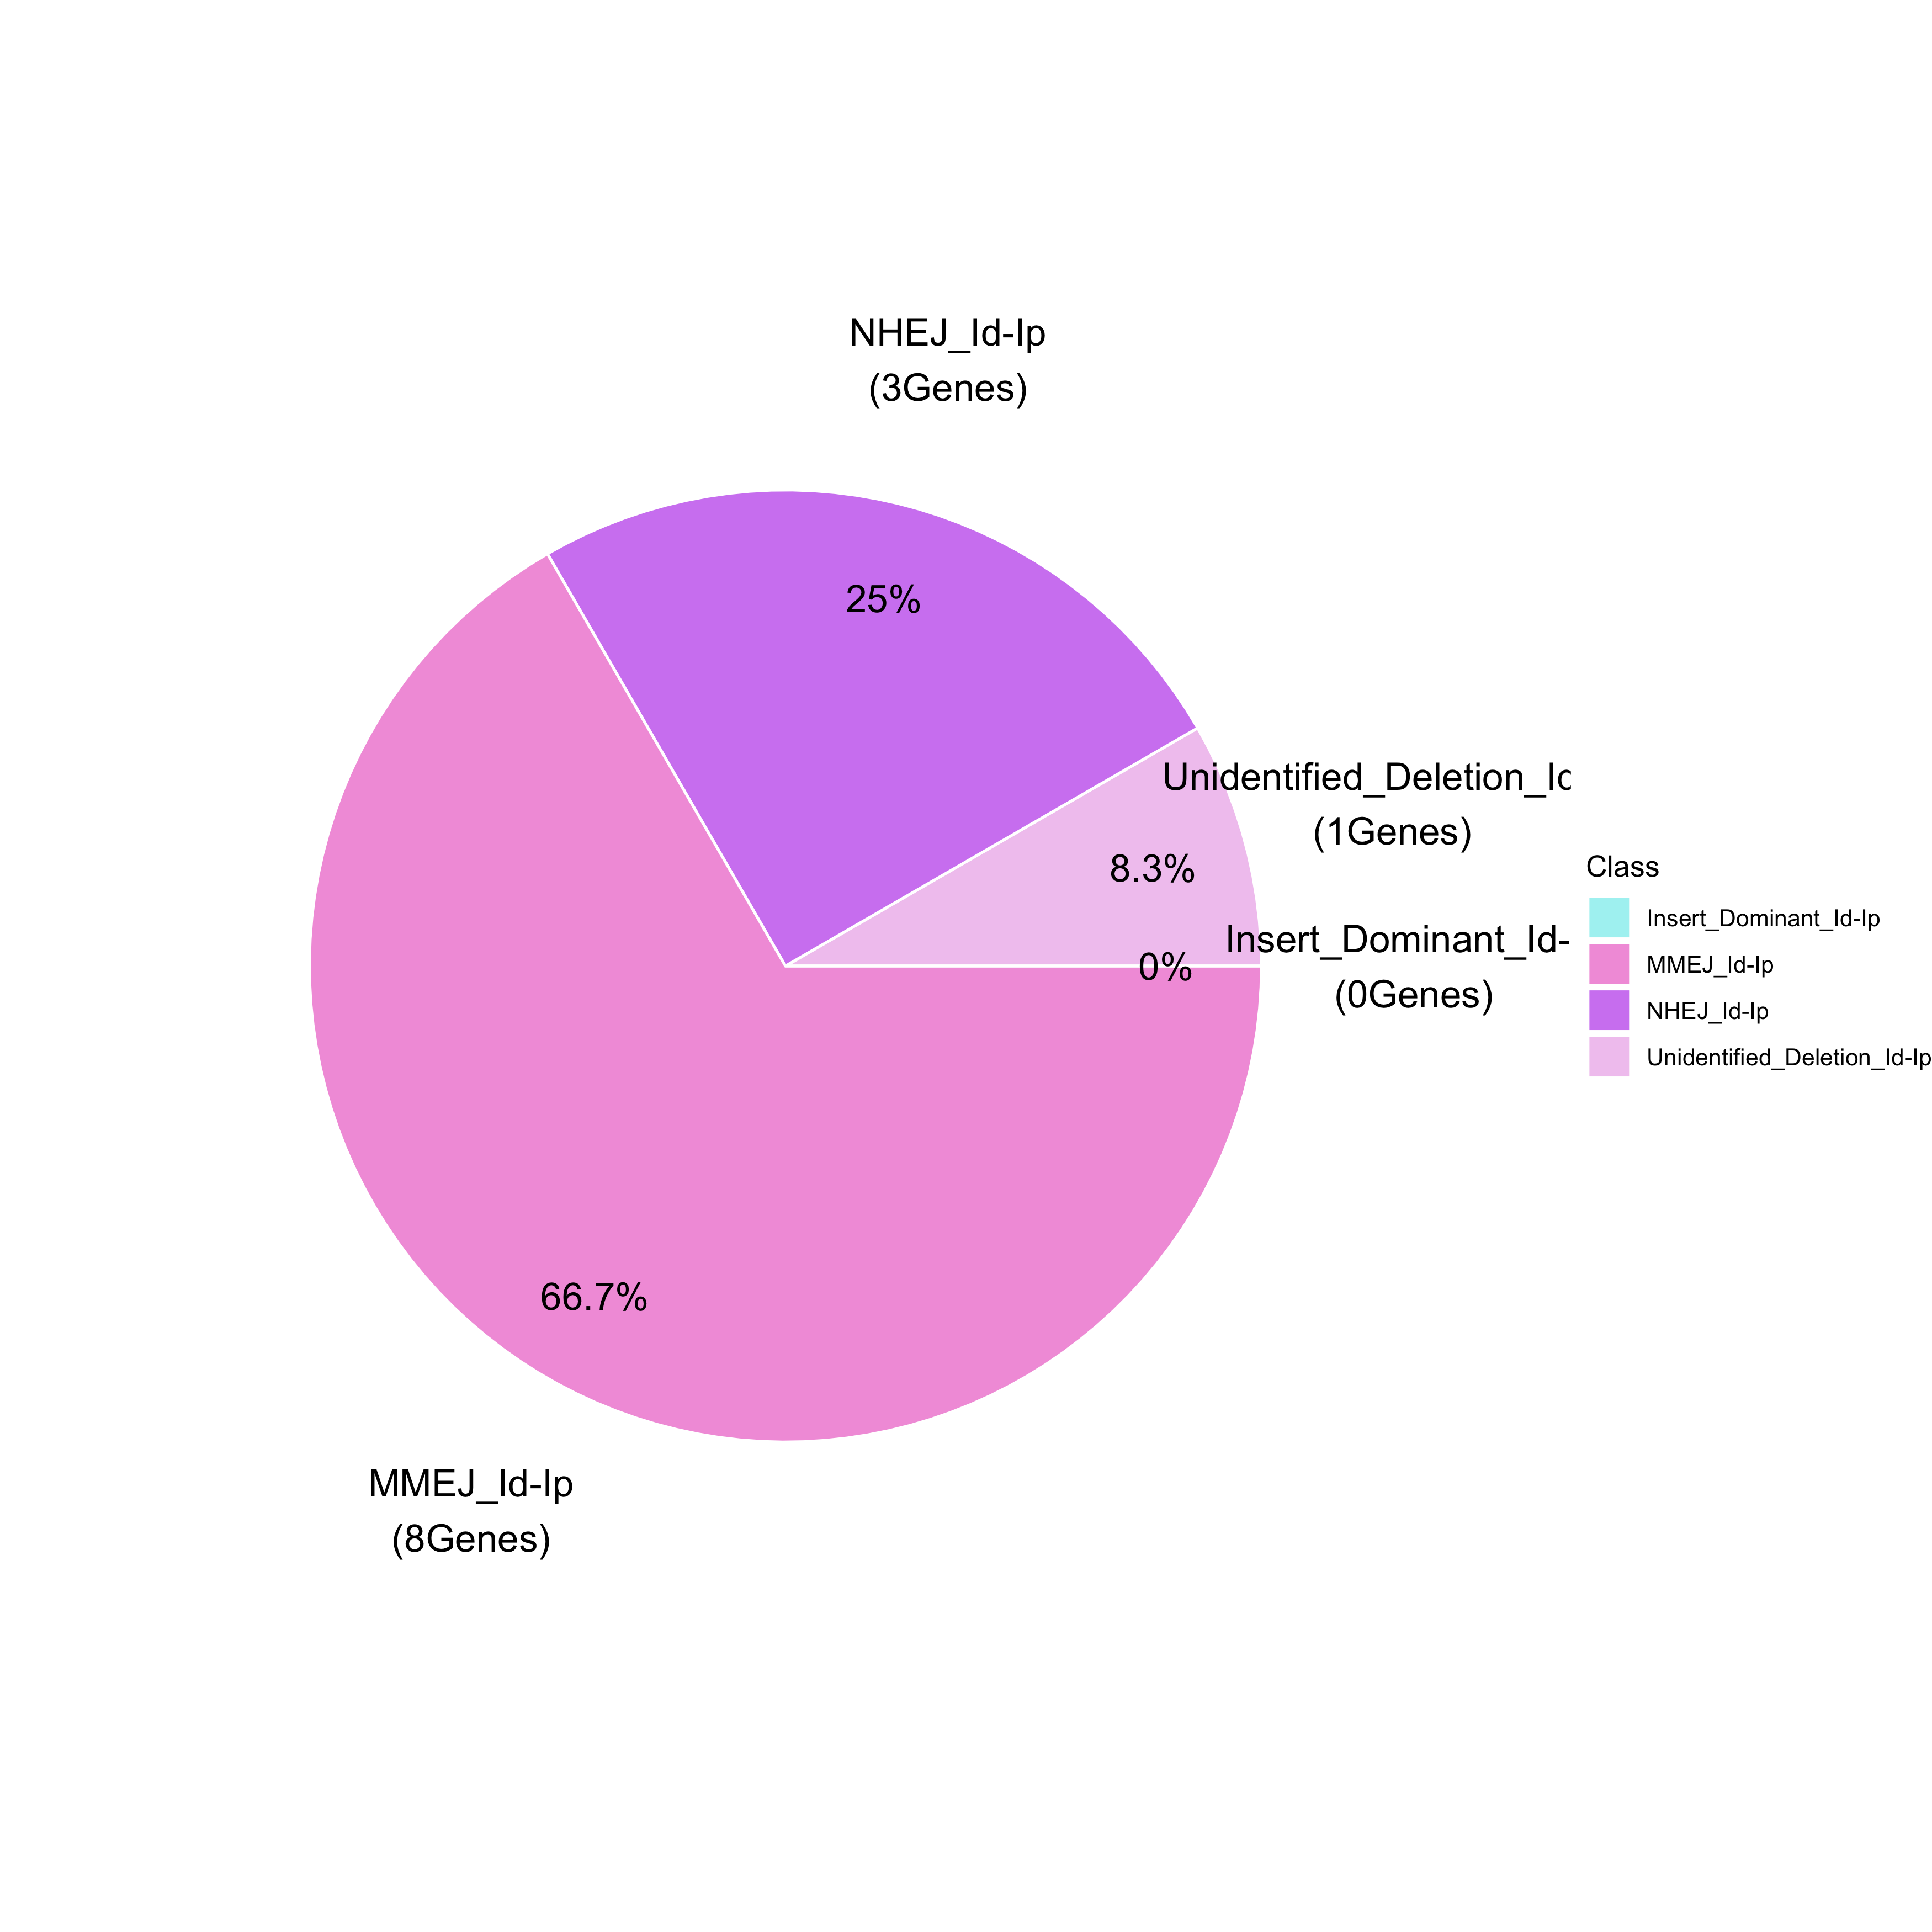 NHEJ_Id-Ip
(3Genes)
25%
Unidentified_Deletion_Id
(1Genes)
8.3%
Insert_Dominant_Id-
0%
(0Genes)
66.7%
MMEJ_Id-Ip
(8Genes)
Class
Insert_Dominant_Id-Ip
MMEJ_Id-Ip
NHEJ_Id-Ip
Unidentified_Deletion_Id-Ip